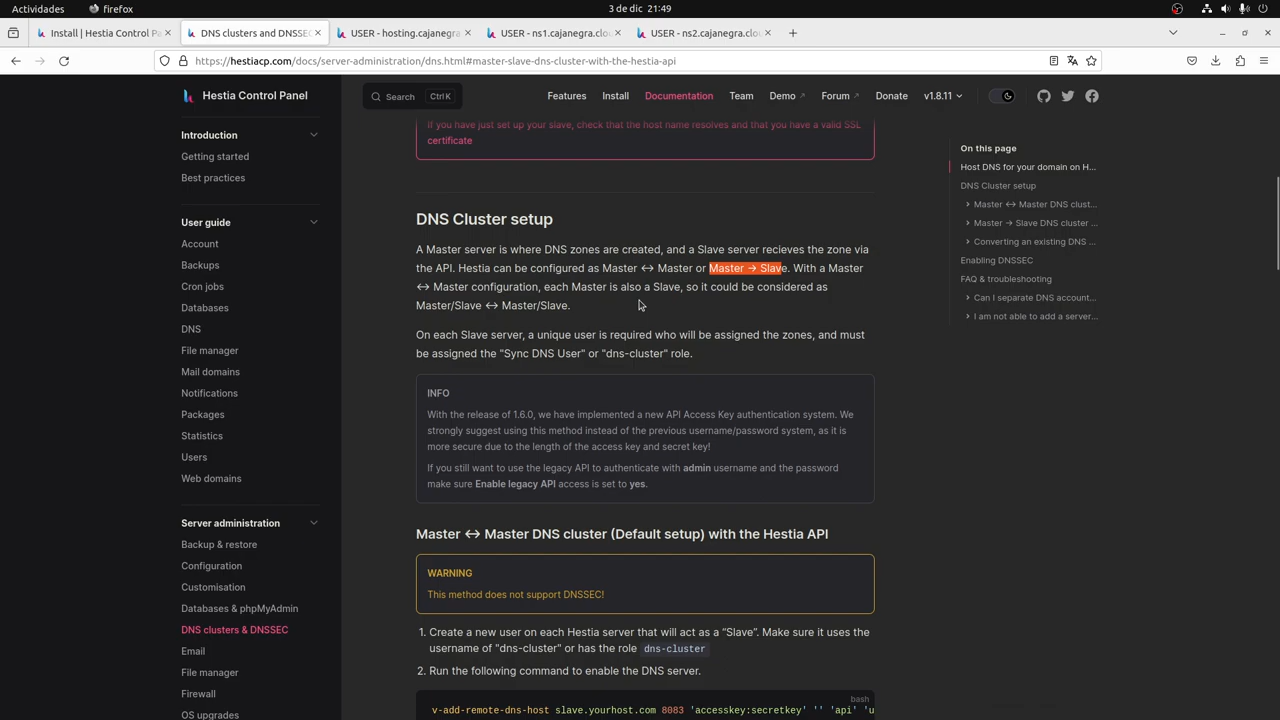 Actividades
firefox
3 de dic 21:49
Install | Hestia Control P
DNS clusters and DNSSE
USER - hosting.cajanegra
USER - ns1.cajanegra.clo
USER - ns2.cajanegra.clo
https://hestiacp.com/docs/server-administration/dns.html#master-slave-dns-cluster-with-the-hestia-api
Hestia Control Panel
Search Ctrl K
Features Install Documentation Team Demo Forum Donate v1.8.11
Introduction
Getting started
Best practices
User guide
Account
Backups
Cron jobs
Databases
DNS
File manager
Mail domains
Notifications
Packages
Statistics
Users
Web domains
Server administration
Backup & restore
Configuration
Customisation
Databases & phpMyAdmin
DNS clusters & DNSSEC
Email
File manager
Firewall
OS upgrades
If you have just set up your slave, check that the host name resolves and that you have a valid SSL
certificate
DNS Cluster setup
A Master server is where DNS zones are created, and a Slave server recieves the zone via
the API. Hestia can be configured as Master <-> Master or Master -> Slave. With a Master
<-> Master configuration, each Master is also a Slave, so it could be considered as
Master/Slave <-> Master/Slave.
On each Slave server, a unique user is required who will be assigned the zones, and must
be assigned the "Sync DNS User" or "dns-cluster" role.
INFO
With the release of 1.6.0, we have implemented a new API Access Key authentication system. We
strongly suggest using this method instead of the previous username/password system, as it is
more secure due to the length of the access key and secret key!
If you still want to use the legacy API to authenticate with admin username and the password
make sure Enable legacy API access is set to yes.
Master <-> Master DNS cluster (Default setup) with the Hestia API
WARNING
This method does not support DNSSEC!
1. Create a new user on each Hestia server that will act as a “Slave”. Make sure it uses the
username of "dns-cluster" or has the role dns-cluster
2. Run the following command to enable the DNS server.
bash
v-add-remote-dns-host slave.yourhost.com 8083 'accesskey:secretkey' '' 'api' 'u
On this page
Host DNS for your domain on H...
DNS Cluster setup
> Master <-> Master DNS clust...
> Master -> Slave DNS cluster ...
> Converting an existing DNS ...
Enabling DNSSEC
FAQ & troubleshooting
> Can I separate DNS account...
> I am not able to add a server...